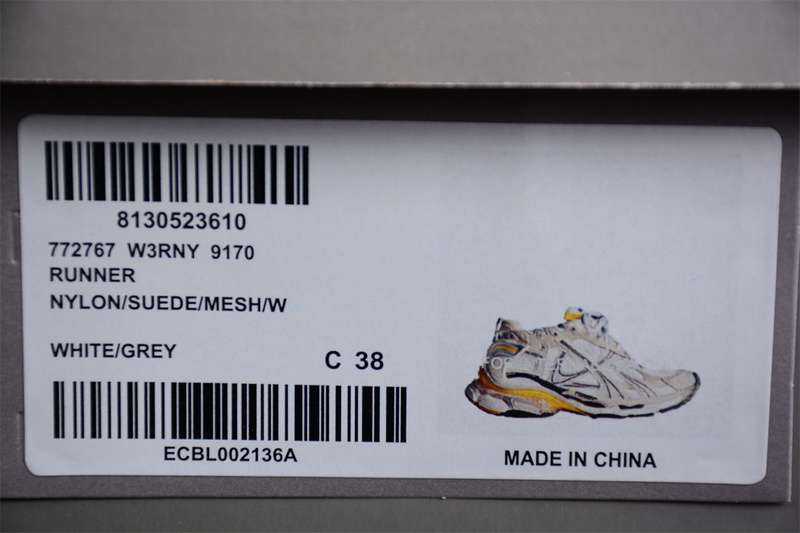 8130523610
772767 W3RNY 9170
RUNNER
NYLON/SUEDE/MESH/W
WHITE/GREY
C 38
ECBL002136A
MADE IN CHINA